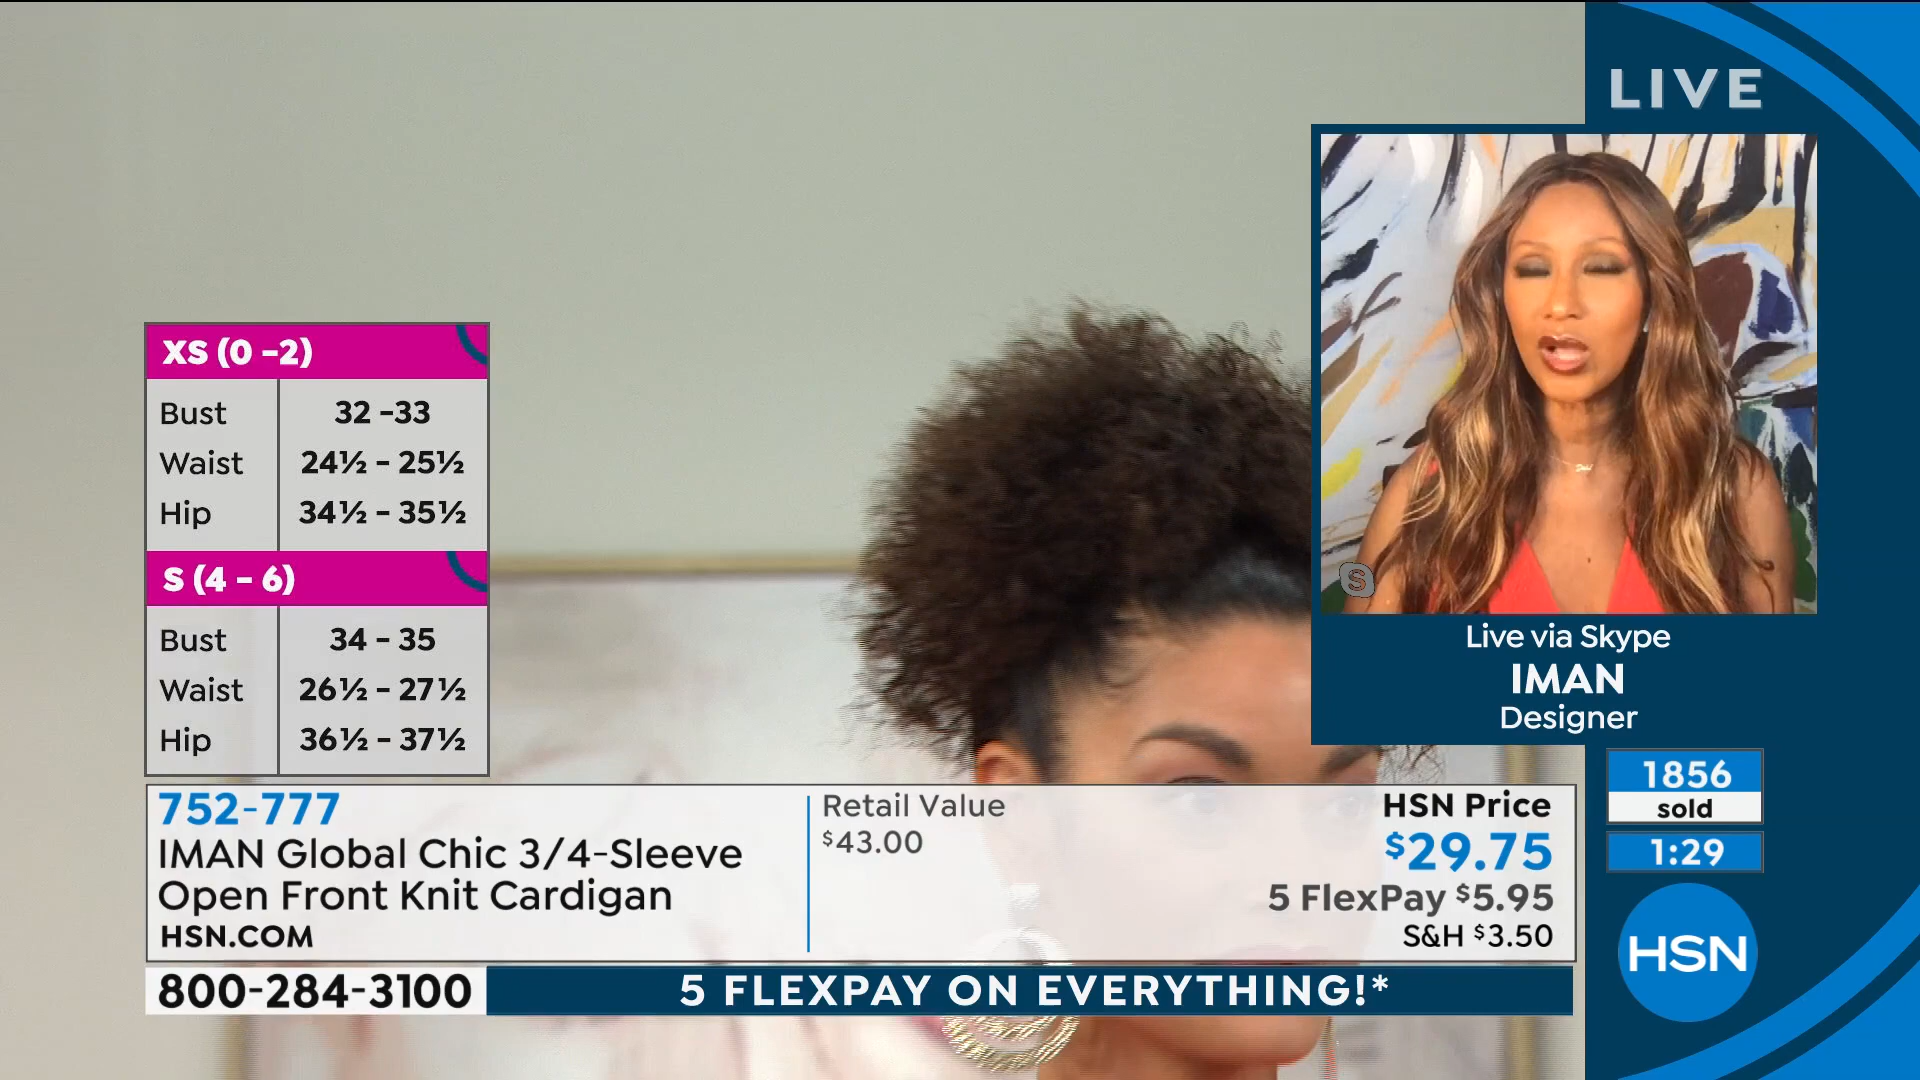 LIVE
XS (0 –2)
Bust 32 –33
Waist 24½ – 25½
Hip 34½ – 35½
S (4 – 6)
Bust 34 – 35
Waist 26½ – 27½
Hip 36½ – 37½
S
Live via Skype
IMAN
Designer
1856
sold
1:29
HSN
752-777
IMAN Global Chic 3/4-Sleeve
Open Front Knit Cardigan
HSN.COM
Retail Value
$43.00
HSN Price
$29.75
5 FlexPay $5.95
S&H $3.50
800-284-3100
5 FLEXPAY ON EVERYTHING!*